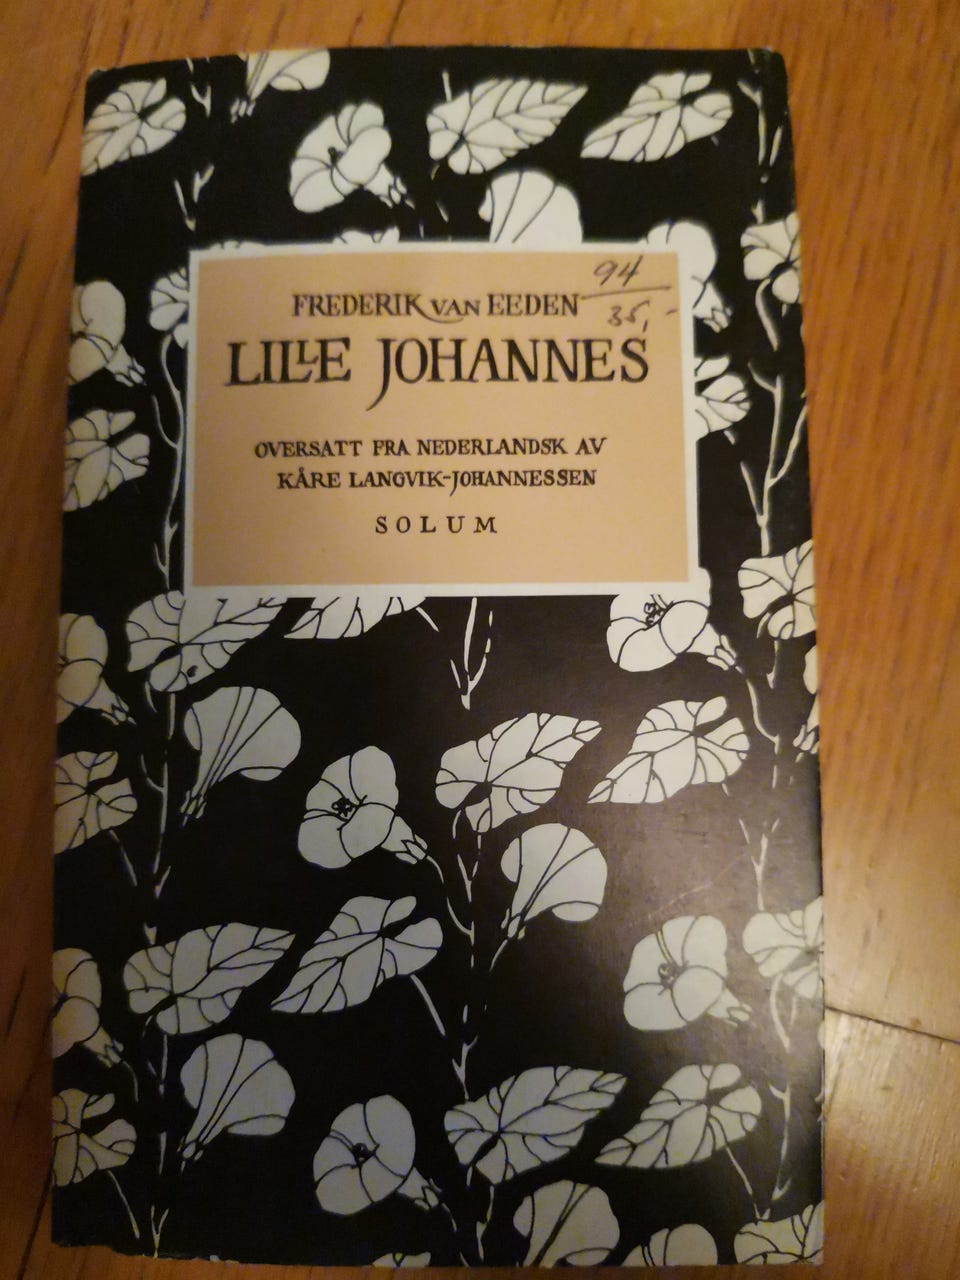 94
35,-
FREDERIK VAN EEDEN
LILLE JOHANNES
OVERSATT FRA NEDERLANDSK AV
KÅRE LANGVIK-JOHANNESSEN
SOLUM